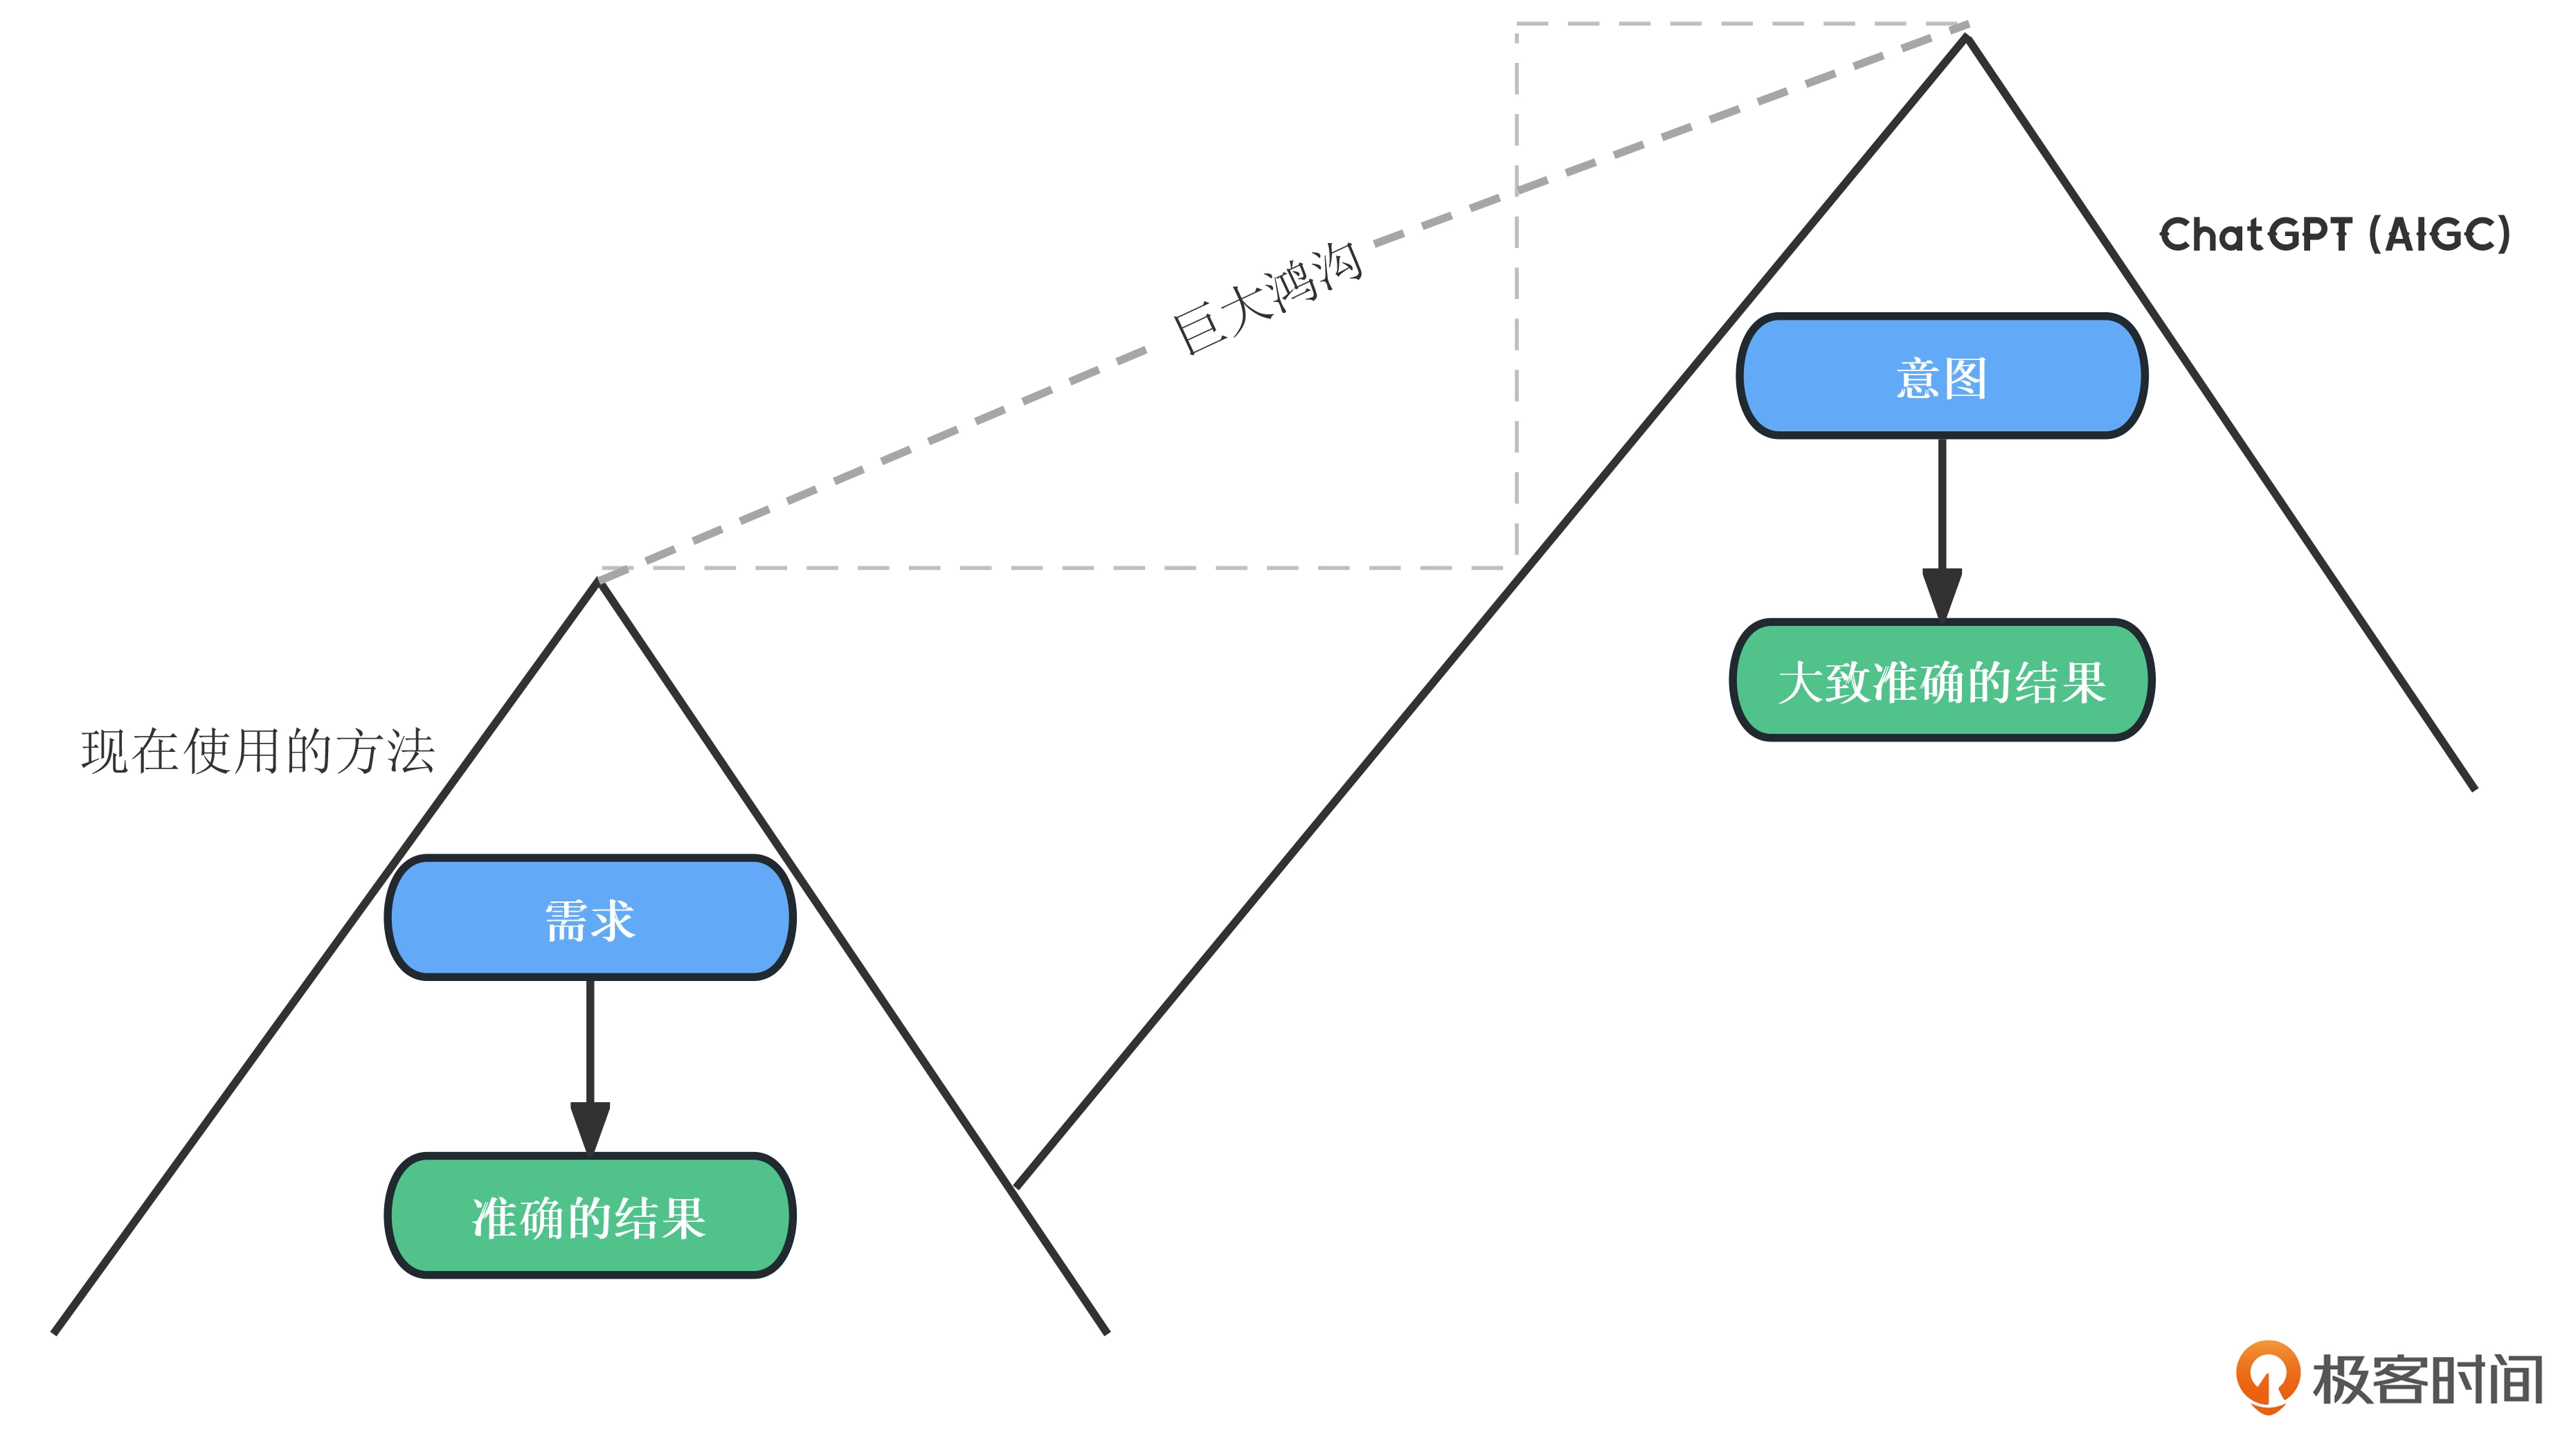 巨大鸿沟
ChatGPT (AIGC)
意图
大致准确的结果
现在使用的方法
需求
准确的结果
极客时间